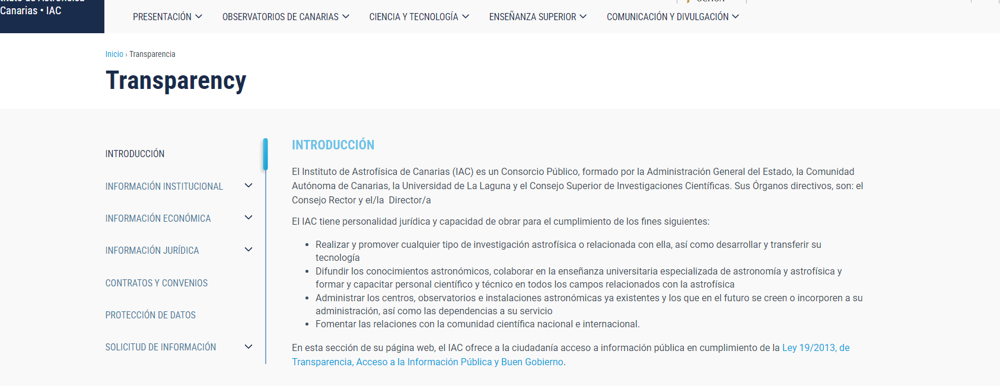 Canarias • IAC
PRESENTACIÓN
OBSERVATORIOS DE CANARIAS
CIENCIA Y TECNOLOGÍA
ENSEÑANZA SUPERIOR
COMUNICACIÓN Y DIVULGACIÓN
Inicio › Transparencia
Transparency
INTRODUCCIÓN
INFORMACIÓN INSTITUCIONAL
INFORMACIÓN ECONÓMICA
INFORMACIÓN JURÍDICA
CONTRATOS Y CONVENIOS
PROTECCIÓN DE DATOS
SOLICITUD DE INFORMACIÓN
INTRODUCCIÓN
El Instituto de Astrofísica de Canarias (IAC) es un Consorcio Público, formado por la Administración General del Estado, la Comunidad
Autónoma de Canarias, la Universidad de La Laguna y el Consejo Superior de Investigaciones Científicas. Sus Órganos directivos, son: el
Consejo Rector y el/la  Director/a
El IAC tiene personalidad jurídica y capacidad de obrar para el cumplimiento de los fines siguientes:
• Realizar y promover cualquier tipo de investigación astrofísica o relacionada con ella, así como desarrollar y transferir su
tecnología
• Difundir los conocimientos astronómicos, colaborar en la enseñanza universitaria especializada de astronomía y astrofísica y
formar y capacitar personal científico y técnico en todos los campos relacionados con la astrofísica
• Administrar los centros, observatorios e instalaciones astronómicas ya existentes y los que en el futuro se creen o incorporen a su
administración, así como las dependencias a su servicio
• Fomentar las relaciones con la comunidad científica nacional e internacional.
En esta sección de su página web, el IAC ofrece a la ciudadanía acceso a información pública en cumplimiento de la Ley 19/2013, de
Transparencia, Acceso a la Información Pública y Buen Gobierno.